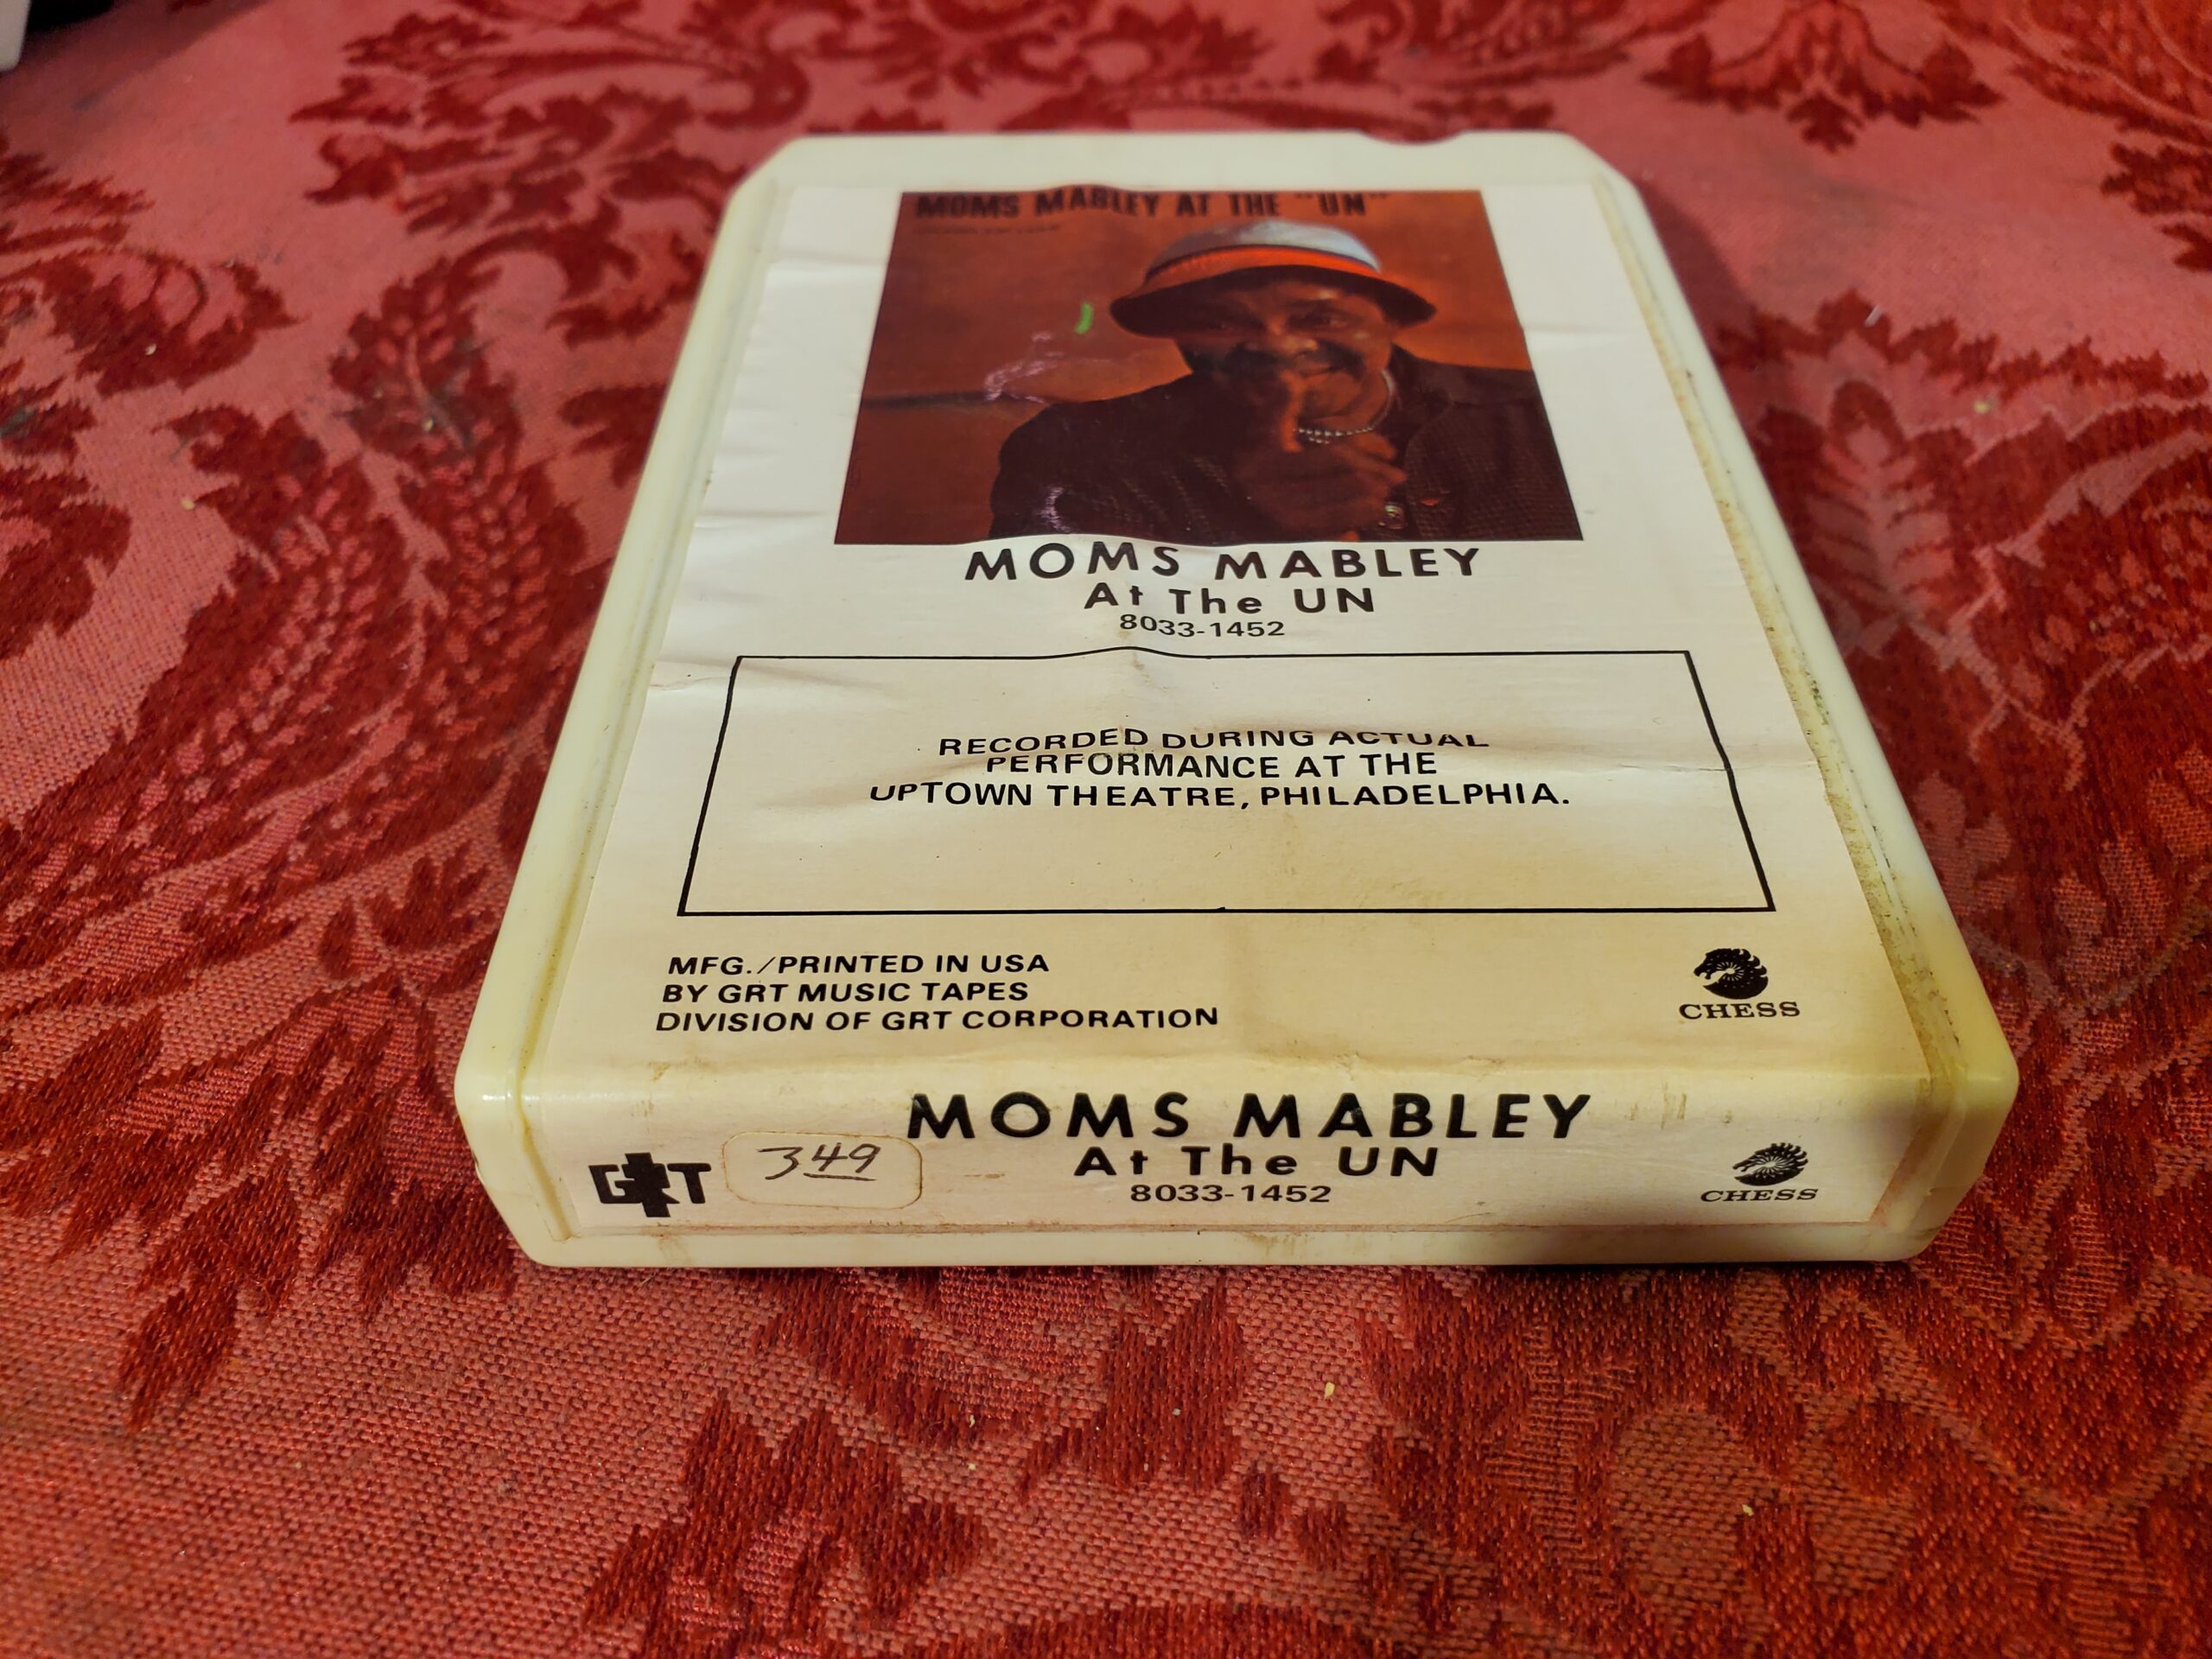 MOMS MABLEY AT THE "UN"
MOMS MABLEY
At The UN
8033-1452
RECORDED DURING ACTUAL
PERFORMANCE AT THE
UPTOWN THEATRE, PHILADELPHIA.
MFG./PRINTED IN USA
BY GRT MUSIC TAPES
DIVISION OF GRT CORPORATION
CHESS
MOMS MABLEY
GRT
349
At The UN
8033-1452
CHESS